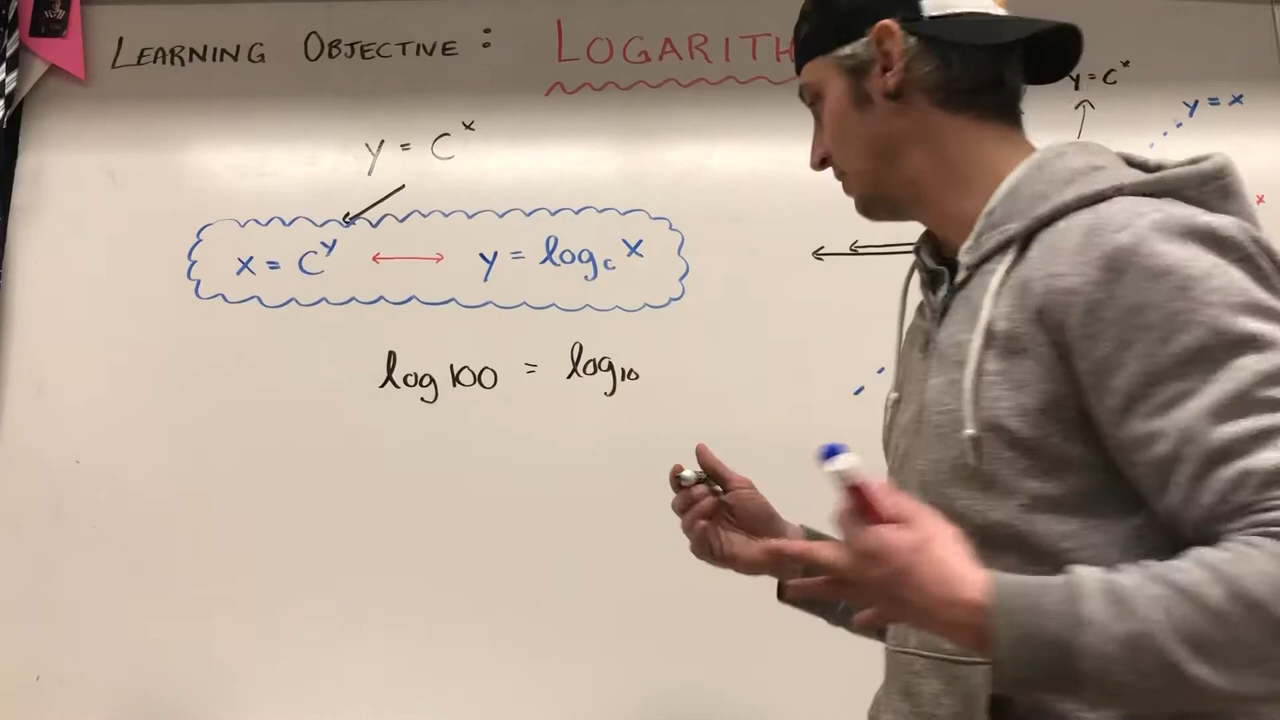 LEARNING OBJECTIVE: LOGARITH
y = C^x
x = C^y ↔ y = log_c x
log 100 = log_10
y = C^x
y = x
x